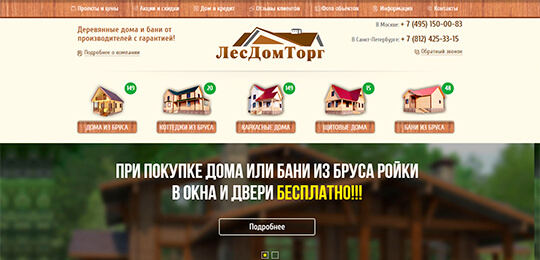 Проекты и цены Акции и скидки Дом в кредит Отзывы клиентов Фото объектов Информация Контакты
Деревянные дома и бани от
производителей с гарантией!
Подробнее о компании
ЛесДомТорг
В Москве: + 7 (495) 150-00-83
В Санкт-Петербурге: + 7 (812) 425-33-15
Обратный звонок
149 20 149 15 48
ДОМА ИЗ БРУСА КОТТЕДЖИ ИЗ БРУСА КАРКАСНЫЕ ДОМА ЩИТОВЫЕ ДОМА БАНИ ИЗ БРУСА
ПРИ ПОКУПКЕ ДОМА ИЛИ БАНИ ИЗ БРУСА РОЙКИ
В ОКНА И ДВЕРИ БЕСПЛАТНО!!!
Подробнее